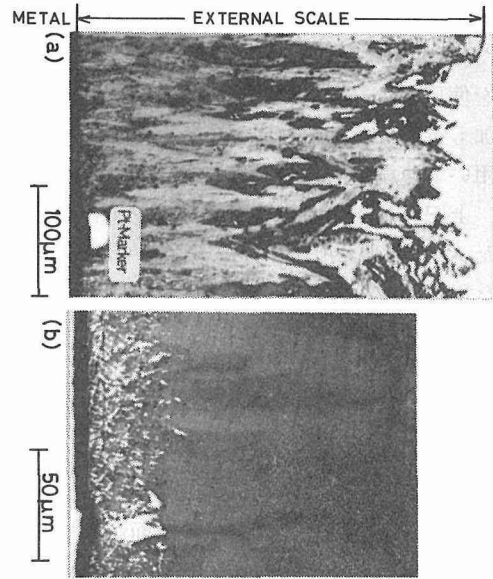 METAL EXTERNAL SCALE
(a)
Pt-Marker
100μm
(b)
50μm